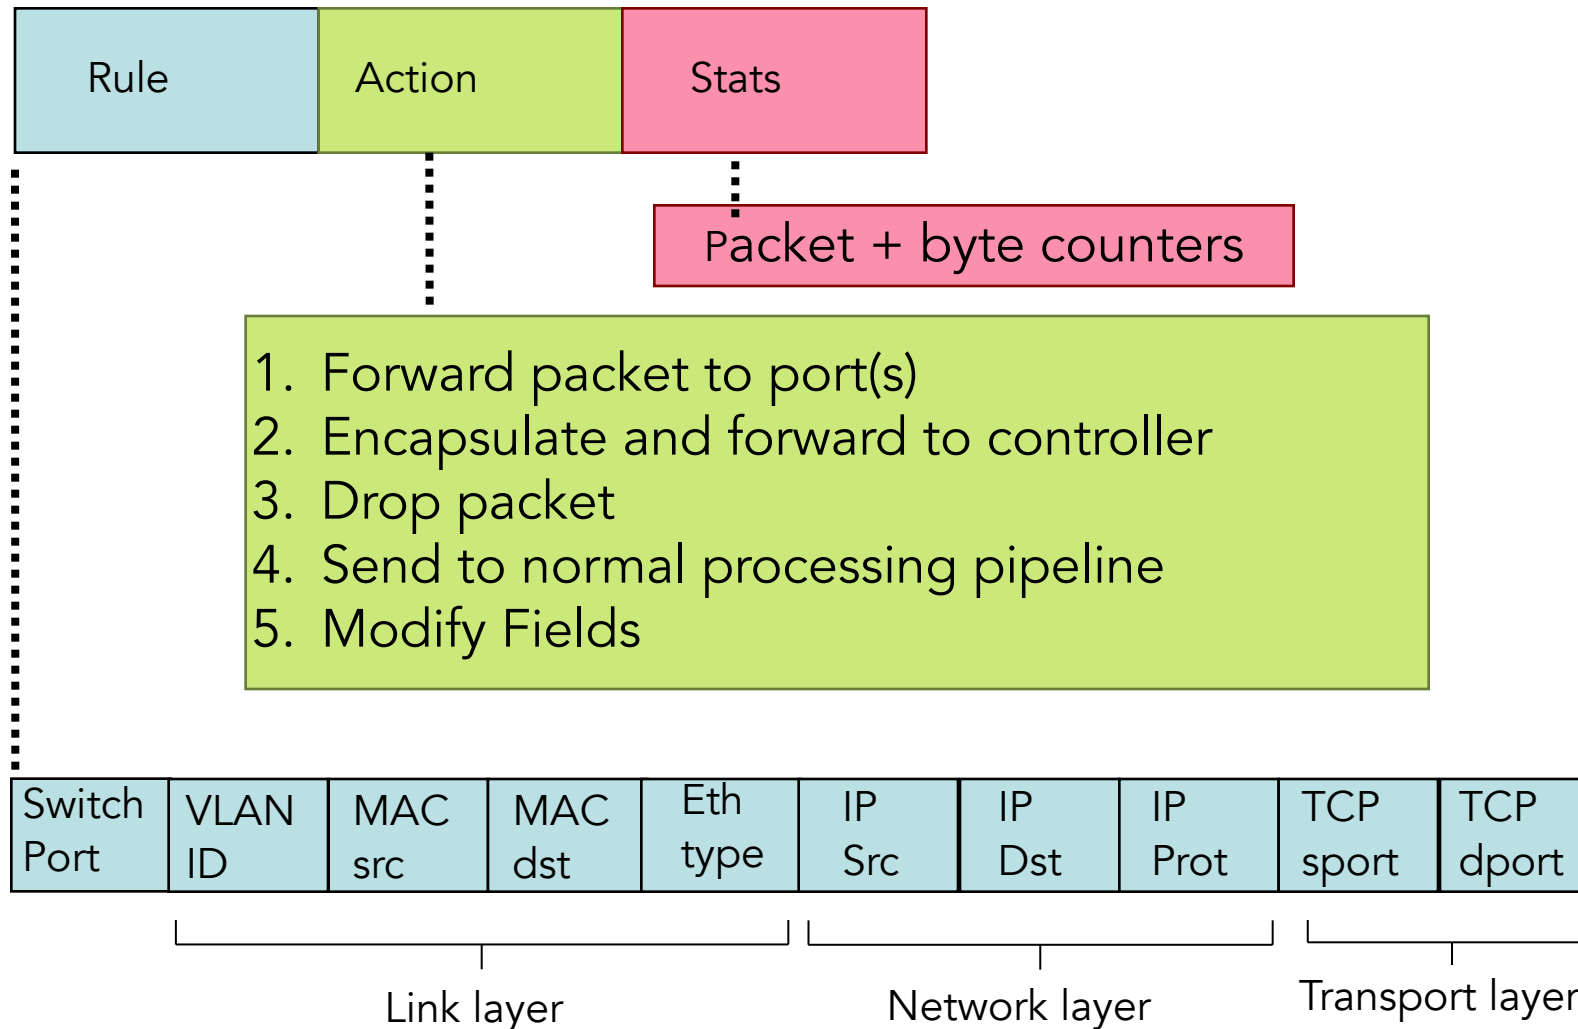 Rule Action Stats
Packet + byte counters
1. Forward packet to port(s)
2. Encapsulate and forward to controller
3. Drop packet
4. Send to normal processing pipeline
5. Modify Fields
Switch Port
VLAN ID
MAC src
MAC dst
Eth type
IP Src
IP Dst
IP Prot
TCP sport
TCP dport
Link layer
Network layer
Transport layer